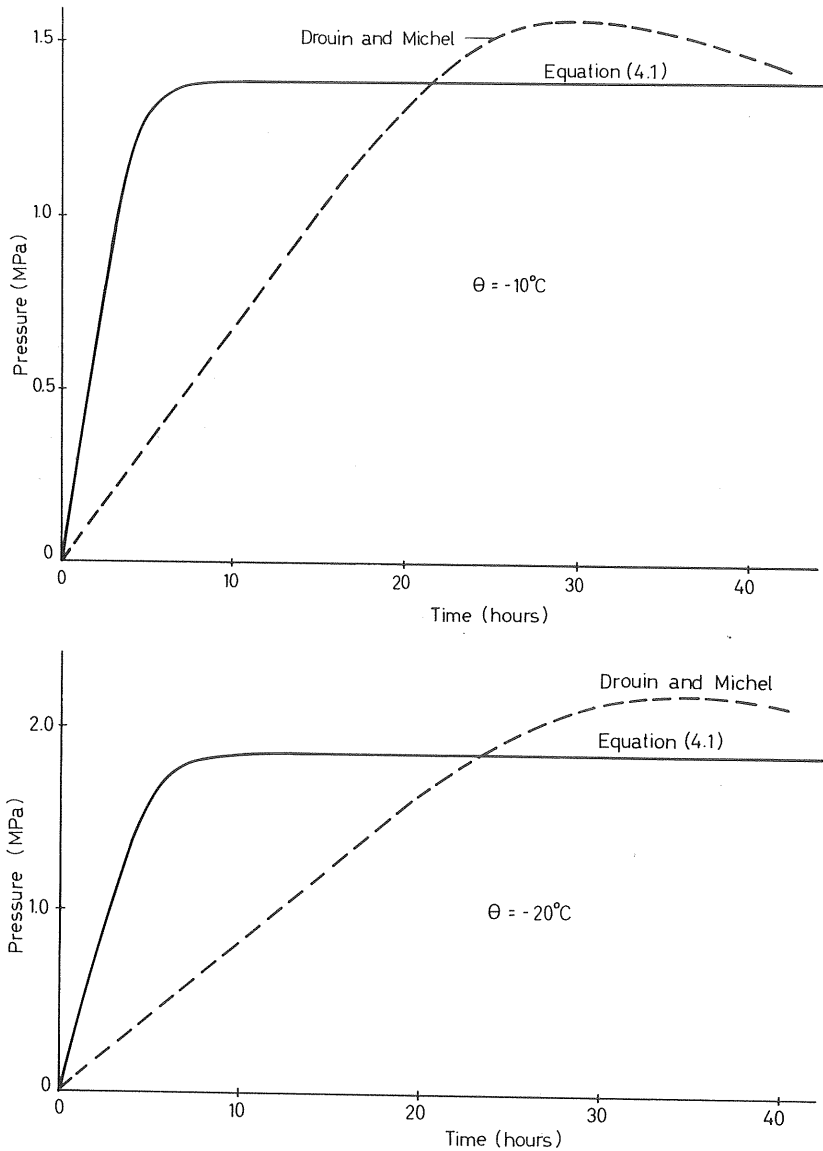 1.5
Drouin and Michel
Equation (4.1)
1.0
Pressure (MPa)
θ = -10°C
0.5
0
0 10 20 30 40
Time (hours)
Drouin and Michel
2.0
Equation (4.1)
Pressure (MPa)
1.0
θ = -20°C
0
0 10 20 30 40
Time (hours)